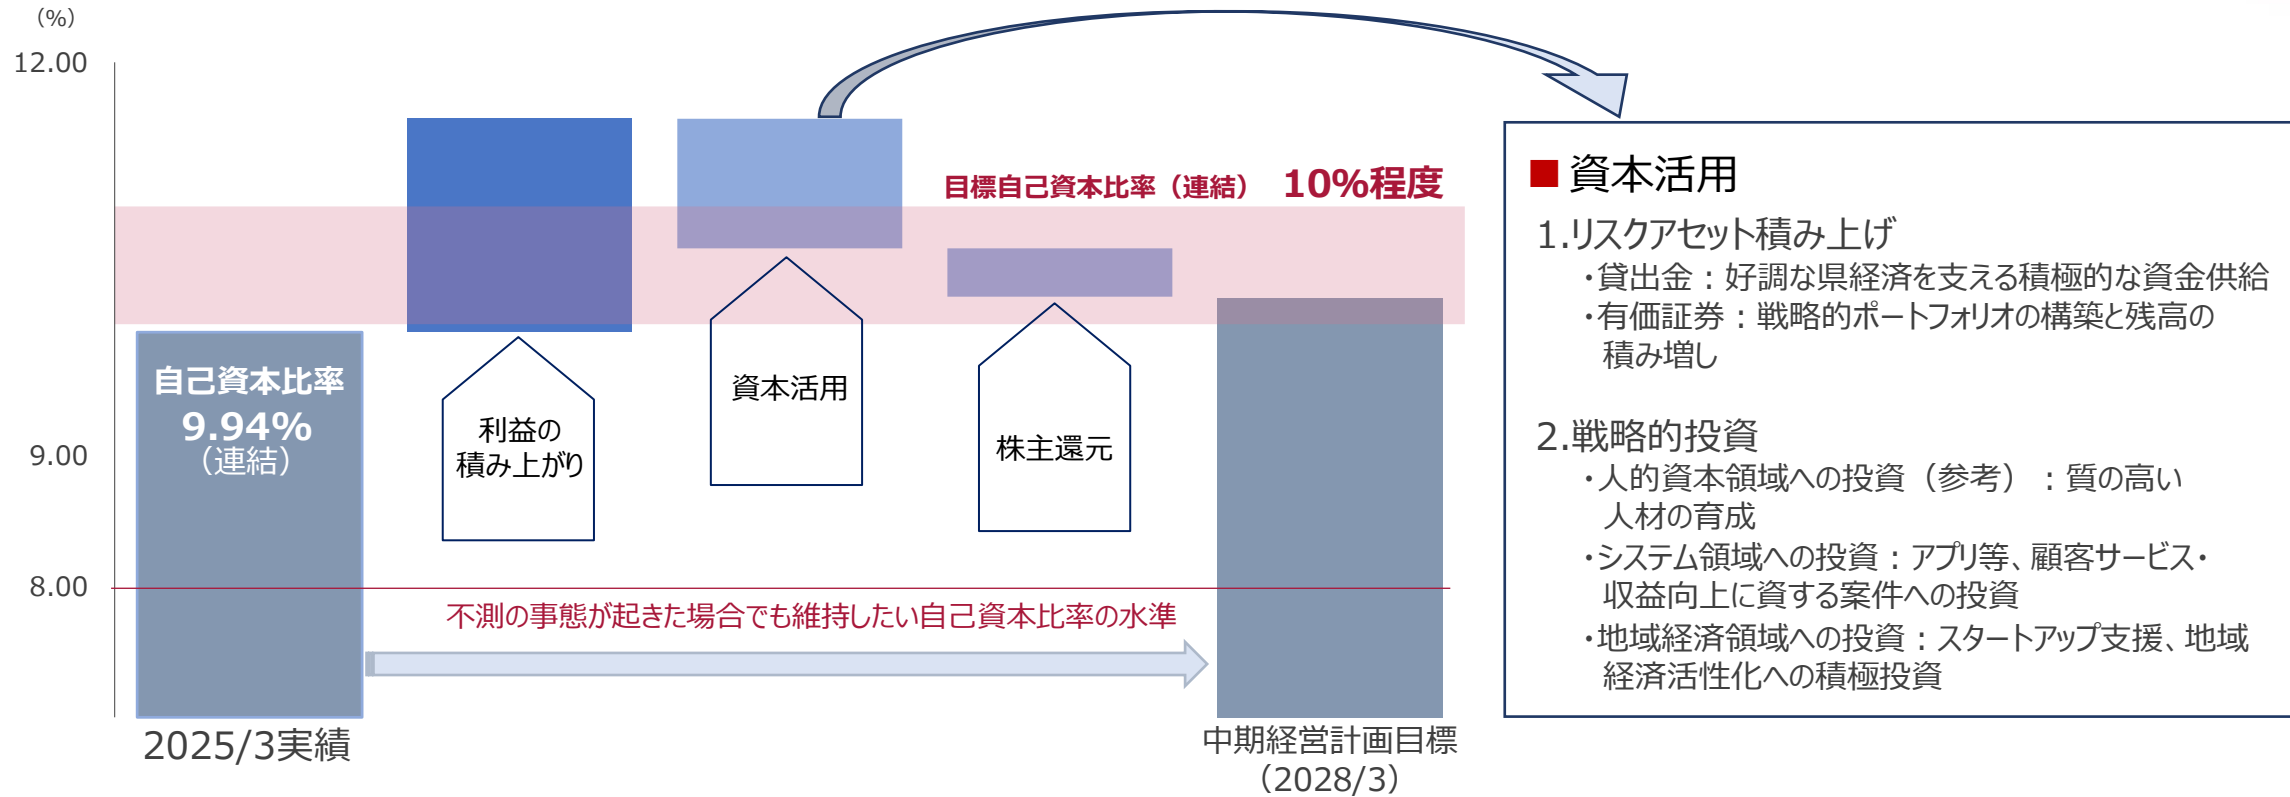 （%）
12.00
9.00
8.00
目標自己資本比率（連結） 10%程度
自己資本比率
9.94%
（連結）
利益の
積み上がり
資本活用
株主還元
不測の事態が起きた場合でも維持したい自己資本比率の水準
2025/3実績
中期経営計画目標
（2028/3）
■ 資本活用
1.リスクアセット積み上げ
・貸出金：好調な県経済を支える積極的な資金供給
・有価証券：戦略的ポートフォリオの構築と残高の
積み増し
2.戦略的投資
・人的資本領域への投資（参考）：質の高い
人材の育成
・システム領域への投資：アプリ等、顧客サービス・
収益向上に資する案件への投資
・地域経済領域への投資：スタートアップ支援、地域
経済活性化への積極投資